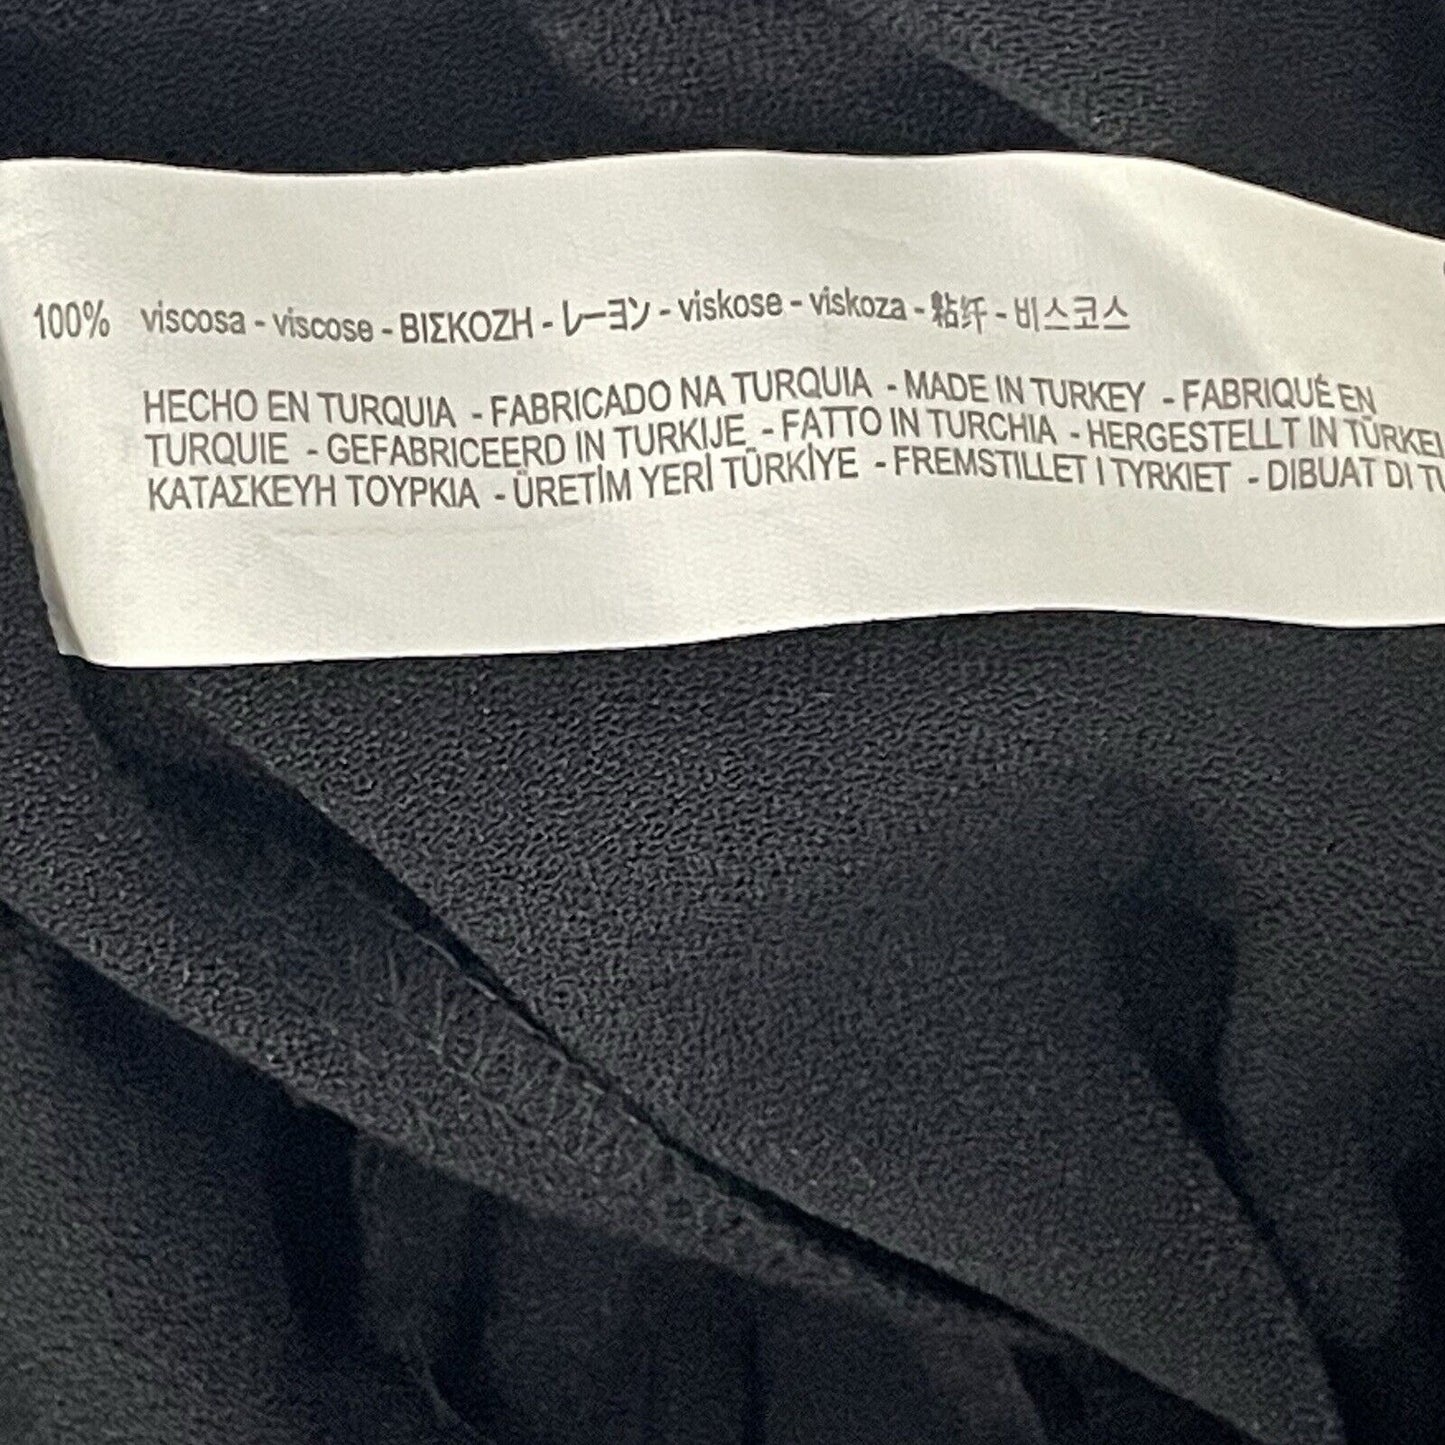 100% viscosa - viscose - ΒΙΣΚΟΖΗ - レーヨン - viskose - viskoza - 粘纤 - 비스코스
HECHO EN TURQUIA - FABRICADO NA TURQUIA - MADE IN TURKEY - FABRIQUÉ EN
TURQUIE - GEFABRICEERD IN TURKIJE - FATTO IN TURCHIA - HERGESTELLT IN TÜRKEI
ΚΑΤΑΣΚΕΥΗ ΤΟΥΡΚΙΑ - ÜRETİM YERİ TÜRKİYE - FREMSTILLET I TYRKIET - DIBUAT DI